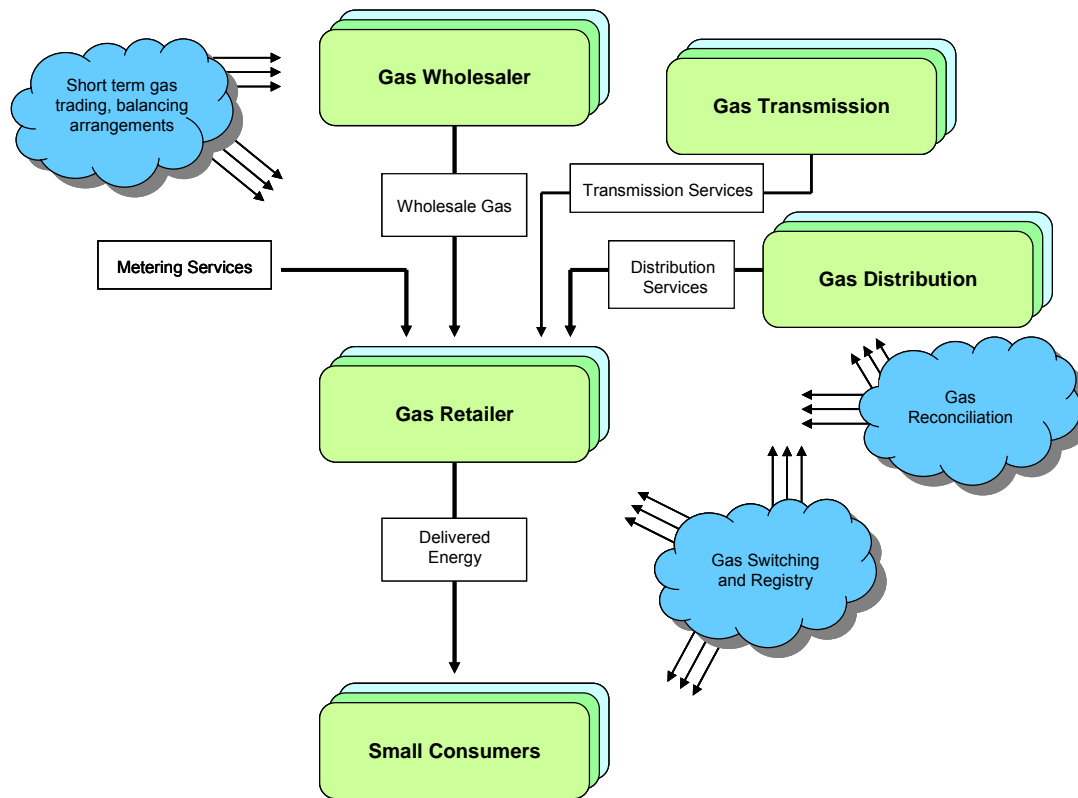 Short term gas
trading, balancing
arrangements
Gas Wholesaler
Gas Transmission
Transmission Services
Wholesale Gas
Metering Services
Distribution
Services
Gas Distribution
Gas Retailer
Gas
Reconciliation
Delivered
Energy
Gas Switching
and Registry
Small Consumers